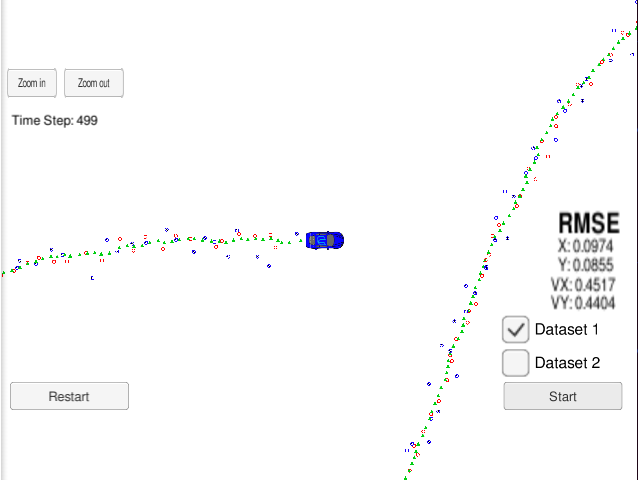 Zoom in
Zoom out
Time Step: 499
RMSE
X: 0.0974
Y: 0.0855
VX: 0.4517
VY: 0.4404
Dataset 1
Dataset 2
Restart
Start